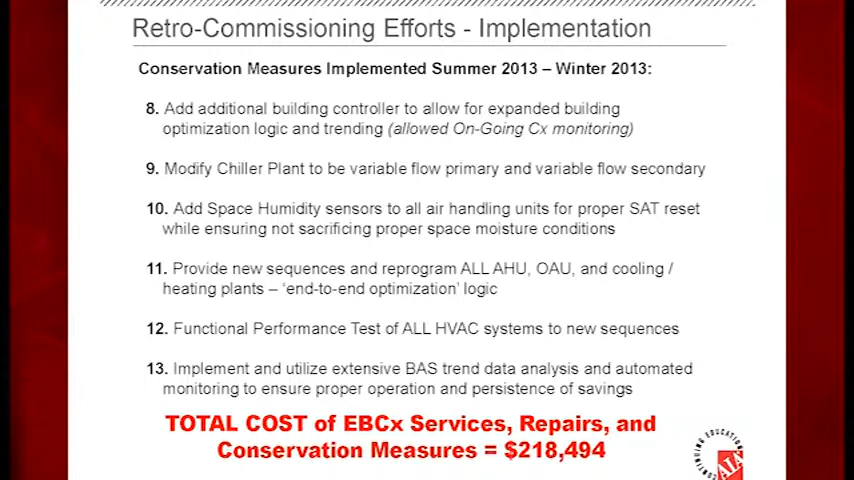 Retro-Commissioning Efforts - Implementation
Conservation Measures Implemented Summer 2013 – Winter 2013:
8. Add additional building controller to allow for expanded building
optimization logic and trending (allowed On-Going Cx monitoring)
9. Modify Chiller Plant to be variable flow primary and variable flow secondary
10. Add Space Humidity sensors to all air handling units for proper SAT reset
while ensuring not sacrificing proper space moisture conditions
11. Provide new sequences and reprogram ALL AHU, OAU, and cooling /
heating plants – ‘end-to-end optimization’ logic
12. Functional Performance Test of ALL HVAC systems to new sequences
13. Implement and utilize extensive BAS trend data analysis and automated
monitoring to ensure proper operation and persistence of savings
TOTAL COST of EBCx Services, Repairs, and
Conservation Measures = $218,494
CONTINUING EDUCATION
AIA